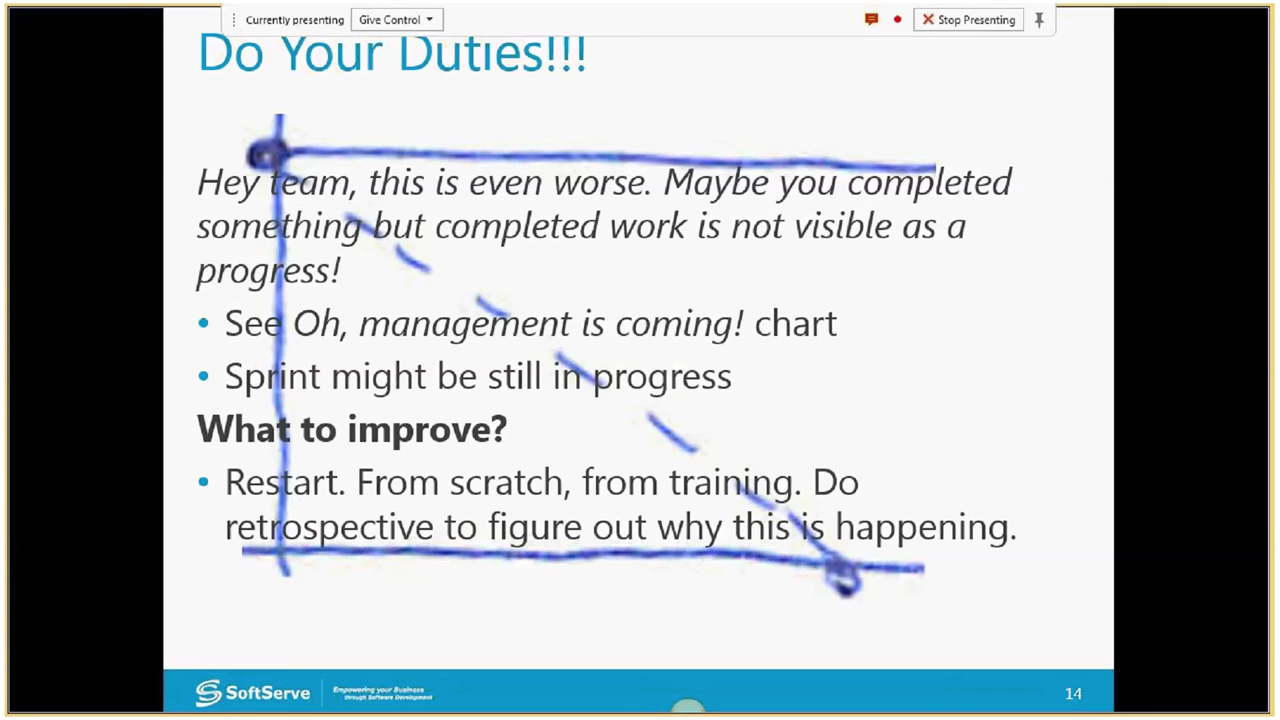 Currently presenting
Give Control
Stop Presenting
Do Your Duties!!!
Hey team, this is even worse. Maybe you completed
something but completed work is not visible as a
progress!
• See Oh, management is coming! chart
• Sprint might be still in progress
What to improve?
• Restart. From scratch, from training. Do
retrospective to figure out why this is happening.
SoftServe
Empowering your Business
through Software Development
14